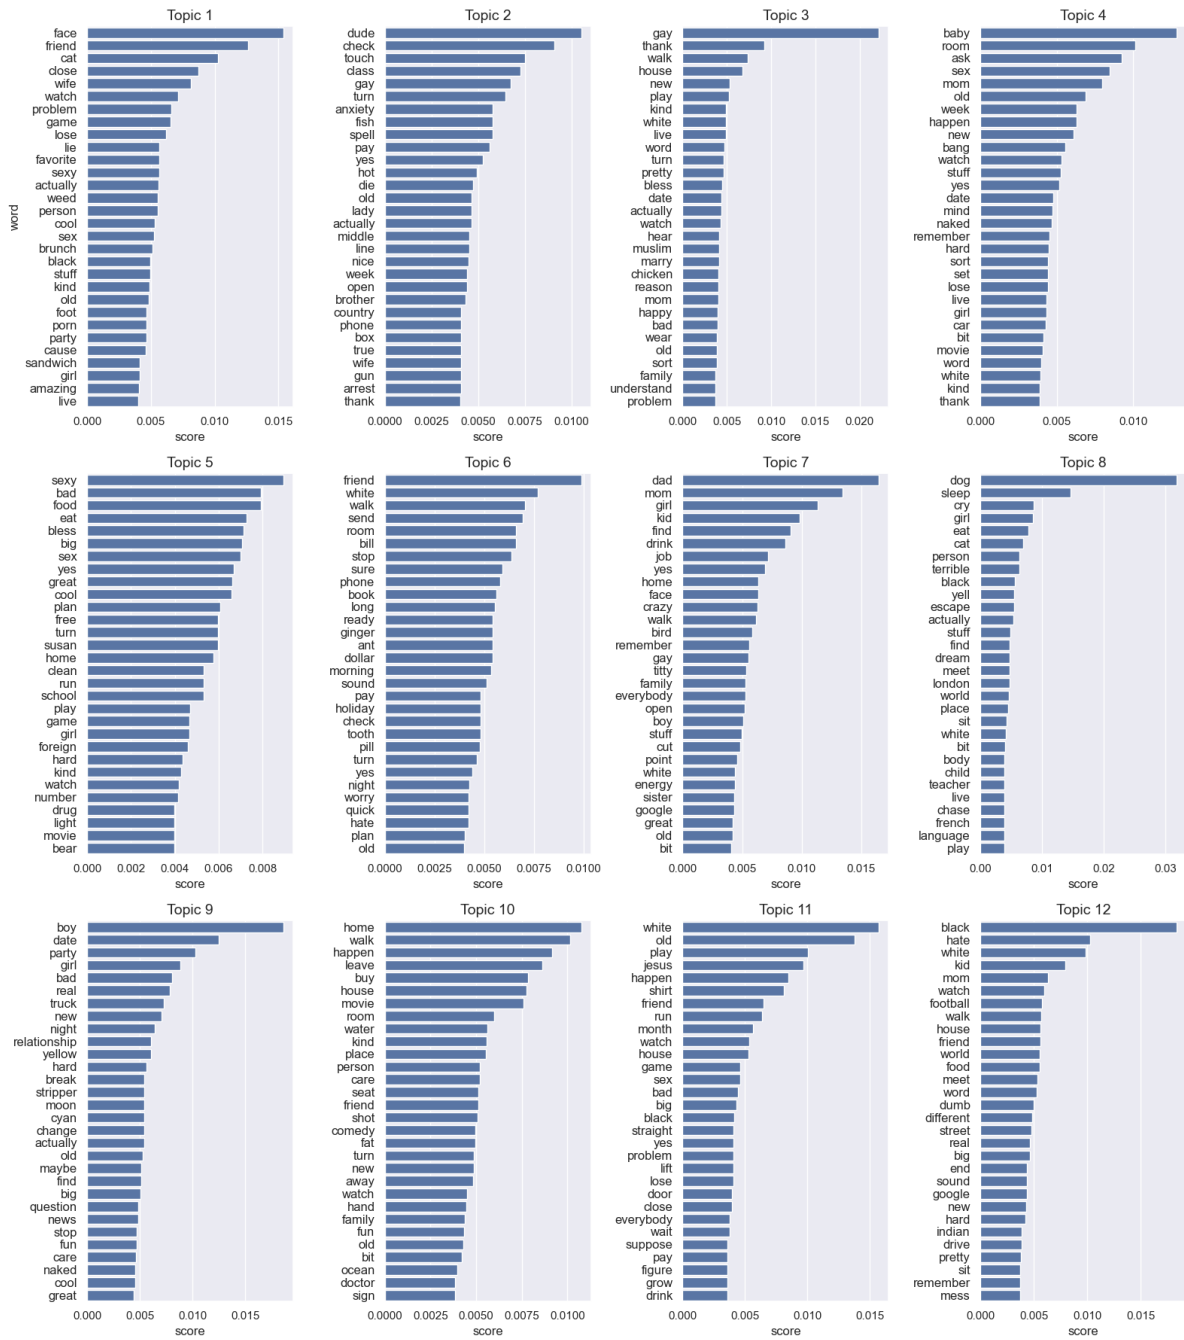 Topic 1
word
face
friend
cat
close
wife
watch
problem
game
lose
lie
favorite
sexy
actually
weed
person
cool
sex
brunch
black
stuff
kind
old
foot
porn
party
cause
sandwich
girl
amazing
live
0.000 0.005 0.010 0.015
score
Topic 2
dude
check
touch
class
gay
turn
anxiety
fish
spell
pay
yes
hot
die
old
lady
actually
middle
line
nice
week
open
brother
country
phone
box
true
wife
gun
arrest
thank
0.0000 0.0025 0.0050 0.0075 0.0100
score
Topic 3
gay
thank
walk
house
new
play
kind
white
live
word
turn
pretty
bless
date
actually
watch
hear
muslim
marry
chicken
reason
mom
happy
bad
wear
old
sort
family
understand
problem
0.000 0.005 0.010 0.015 0.020
score
Topic 4
baby
room
ask
sex
mom
old
week
happen
new
bang
watch
stuff
yes
date
mind
naked
remember
hard
sort
set
lose
live
girl
car
bit
movie
word
white
kind
thank
0.000 0.005 0.010
score
Topic 5
sexy
bad
food
eat
bless
big
sex
yes
great
cool
plan
free
turn
susan
home
clean
run
school
play
game
girl
foreign
hard
kind
watch
number
drug
light
movie
bear
0.000 0.002 0.004 0.006 0.008
score
Topic 6
friend
white
walk
send
room
bill
stop
sure
phone
book
long
ready
ginger
ant
dollar
morning
sound
pay
holiday
check
tooth
pill
turn
yes
night
worry
quick
hate
plan
old
0.0000 0.0025 0.0050 0.0075 0.0100
score
Topic 7
dad
mom
girl
kid
find
drink
job
yes
home
face
crazy
walk
bird
remember
gay
titty
family
everybody
open
boy
stuff
cut
point
white
energy
sister
google
great
old
bit
0.000 0.005 0.010 0.015
score
Topic 8
dog
sleep
cry
girl
eat
cat
person
terrible
black
yell
escape
actually
stuff
find
dream
meet
london
world
place
sit
white
bit
body
child
teacher
live
chase
french
language
play
0.00 0.01 0.02 0.03
score
Topic 9
boy
date
party
girl
bad
real
truck
new
night
relationship
yellow
hard
break
stripper
moon
cyan
change
actually
old
maybe
find
big
question
news
stop
fun
care
naked
cool
great
0.000 0.005 0.010 0.015
score
Topic 10
home
walk
happen
leave
buy
house
movie
room
water
kind
place
person
care
seat
friend
shot
comedy
fat
turn
new
away
watch
hand
family
fun
old
bit
ocean
doctor
sign
0.0000 0.0025 0.0050 0.0075 0.0100
score
Topic 11
white
old
play
jesus
happen
shirt
friend
run
month
watch
house
game
sex
bad
big
black
straight
yes
problem
lift
lose
door
close
everybody
wait
suppose
pay
figure
grow
drink
0.000 0.005 0.010 0.015
score
Topic 12
black
hate
white
kid
mom
watch
football
walk
house
friend
world
food
meet
word
dumb
different
street
real
big
end
sound
google
new
hard
indian
drive
pretty
sit
remember
mess
0.000 0.005 0.010 0.015
score